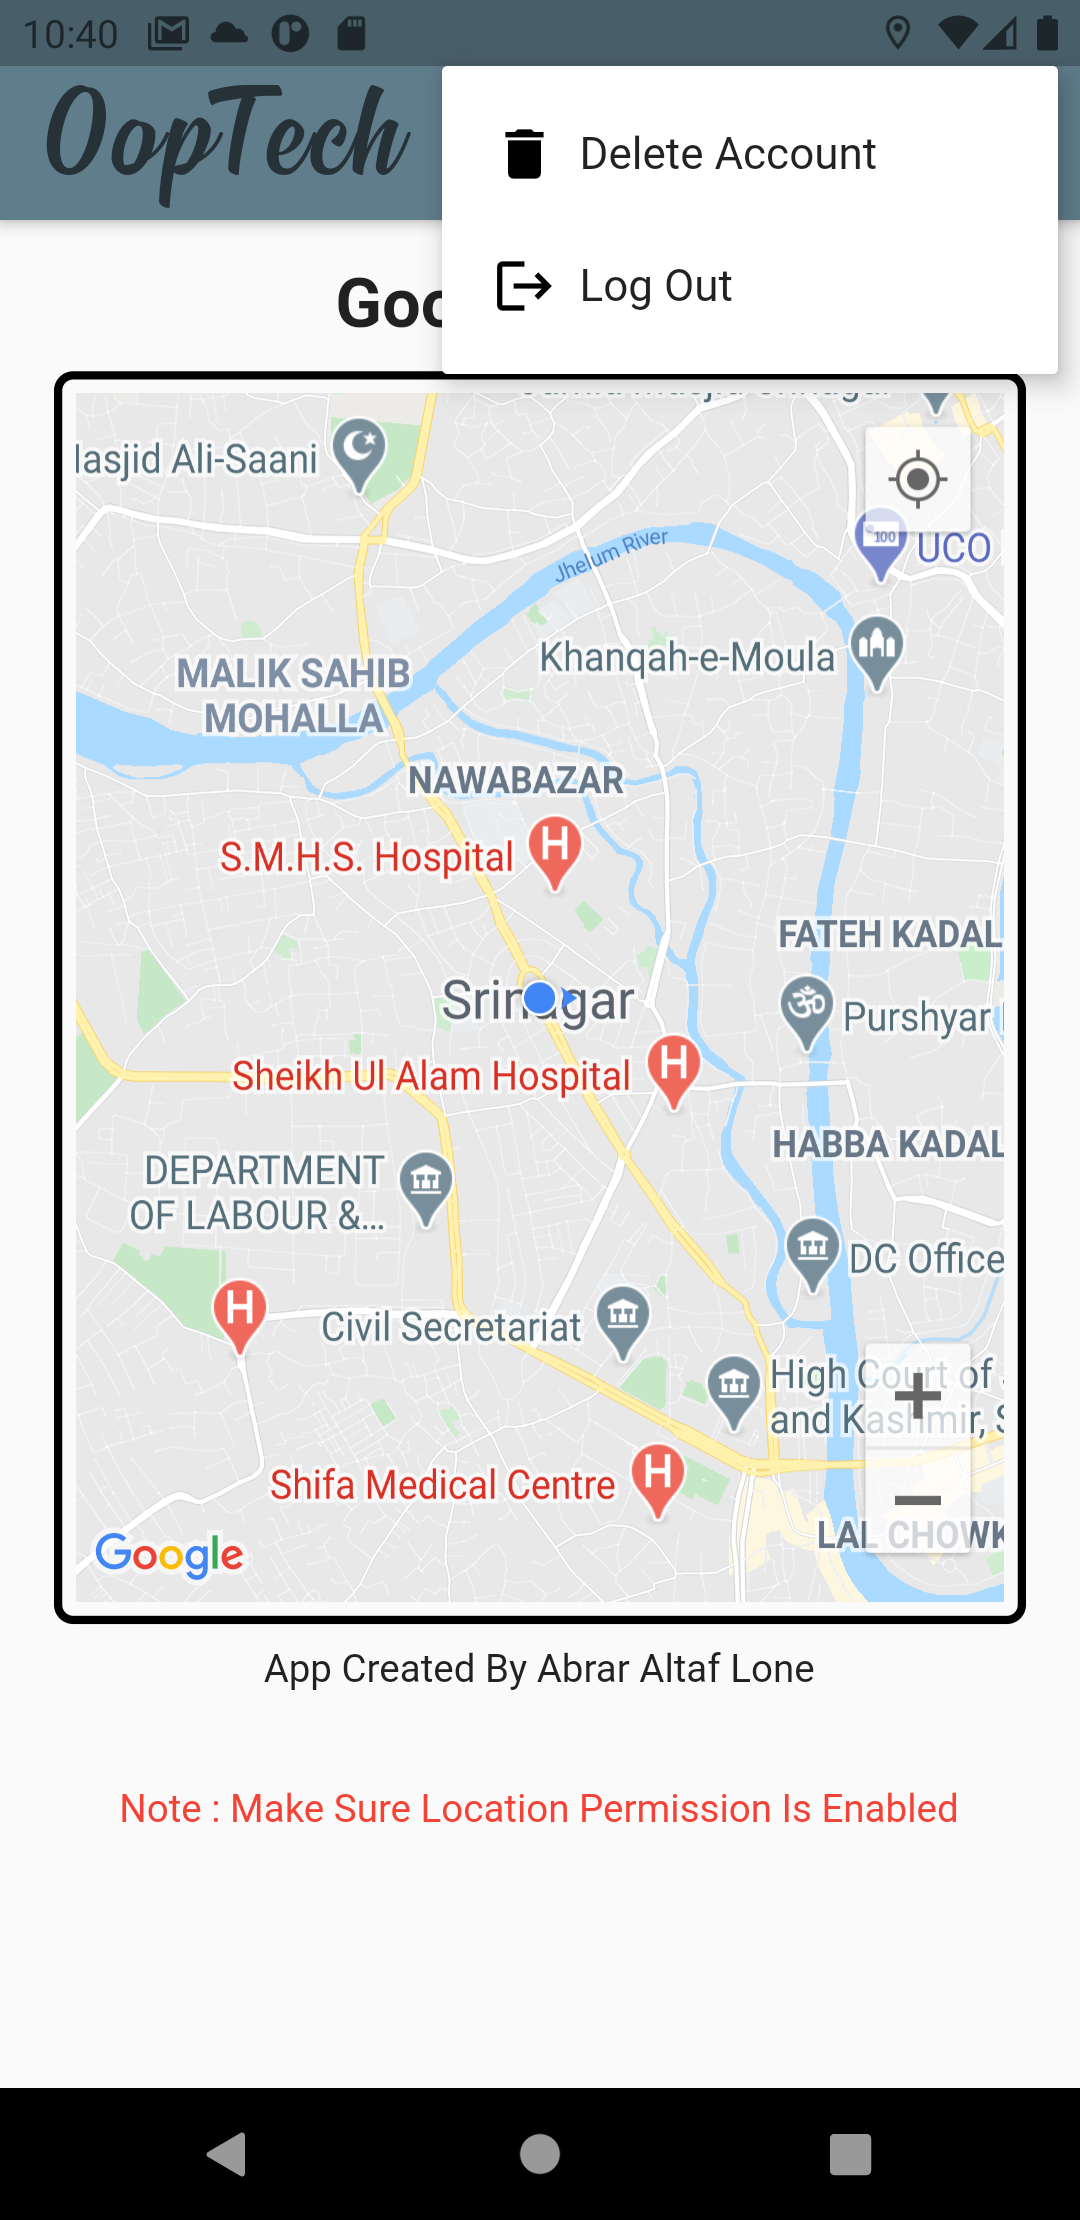 10:40
OopTech
Delete Account
Log Out
Ali-Saani
100
UCO
Jhelum River
Khanqah-e-Moula
MALIK SAHIB
MOHALLA
NAWABAZAR
S.M.H.S. Hospital
FATEH KADAL
Srinagar
Purshyar
Sheikh Ul Alam Hospital
HABBA KADAL
DEPARTMENT
OF LABOUR &...
DC Office
Civil Secretariat
High Court of
and Kashmir,
Shifa Medical Centre
LAL CHOWK
Google
App Created By Abrar Altaf Lone
Note : Make Sure Location Permission Is Enabled